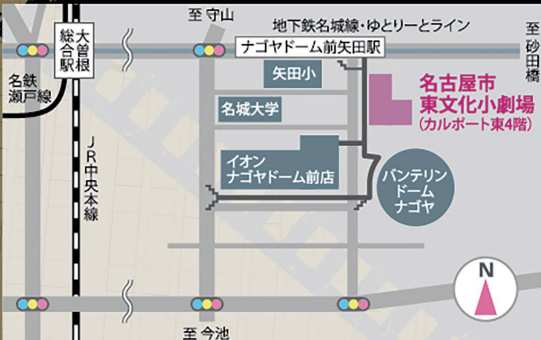 至 守山
地下鉄名城線・ゆとりーとライン
ナゴヤドーム前矢田駅
至 砂田橋
大曽根
総合駅
名鉄
瀬戸線
矢田小
名城大学
名古屋市
東文化小劇場
(カルポート東4階)
イオン
ナゴヤドーム前店
バンテリン
ドーム
ナゴヤ
JR中央本線
N
至 今池